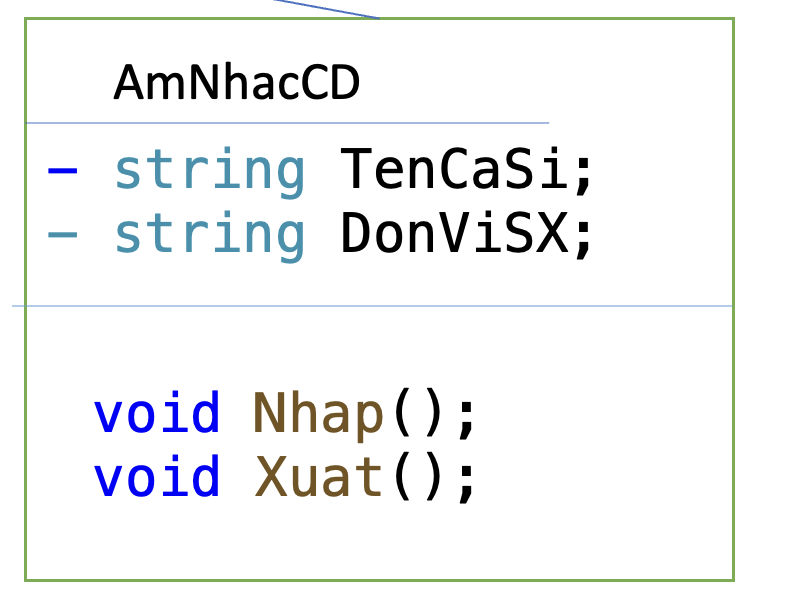 AmNhacCD
- string TenCaSi;
- string DonViSX;
void Nhap();
void Xuat();